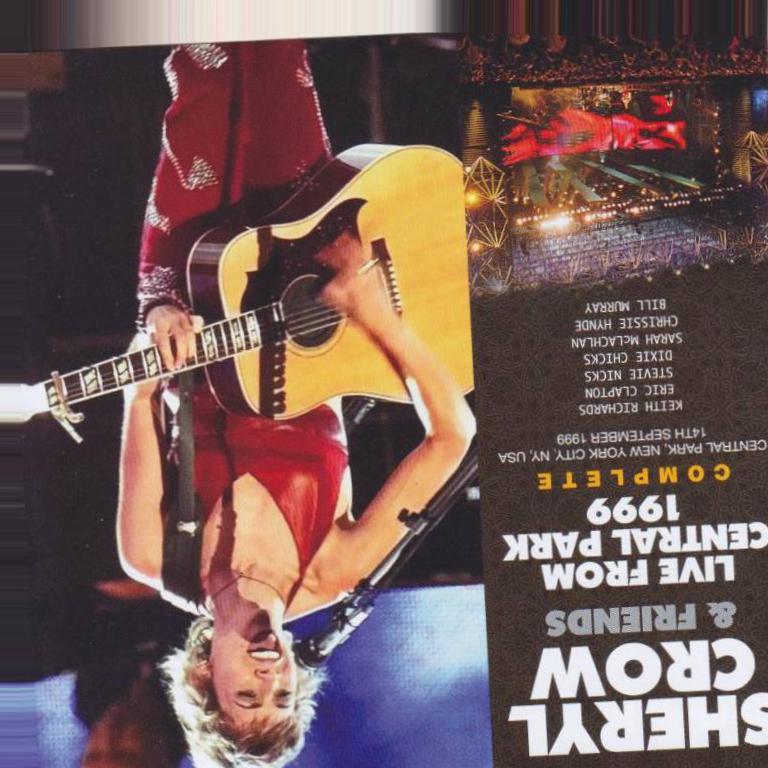 SHERYL
CROW
& FRIENDS
LIVE FROM
CENTRAL PARK
1999
COMPLETE
CENTRAL PARK, NEW YORK CITY, NY, USA
14TH SEPTEMBER 1999
KEITH RICHARDS
ERIC CLAPTON
STEVIE NICKS
DIXIE CHICKS
SARAH McLACHLAN
CHRISSIE HYNDE
BILL MURRAY